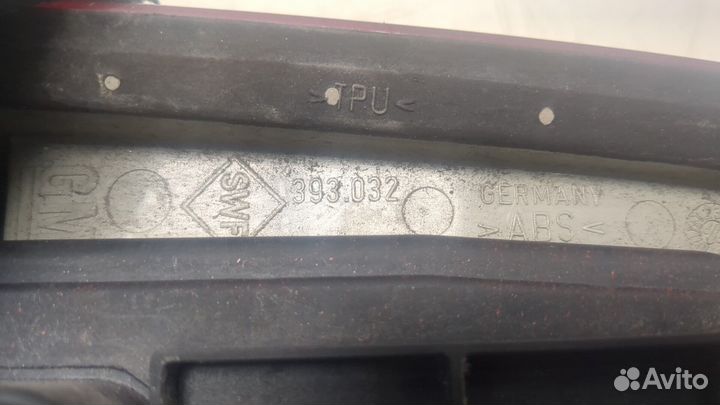 >TPU<
GM
SWF
393.032
GERMANY
>ABS<
Avito